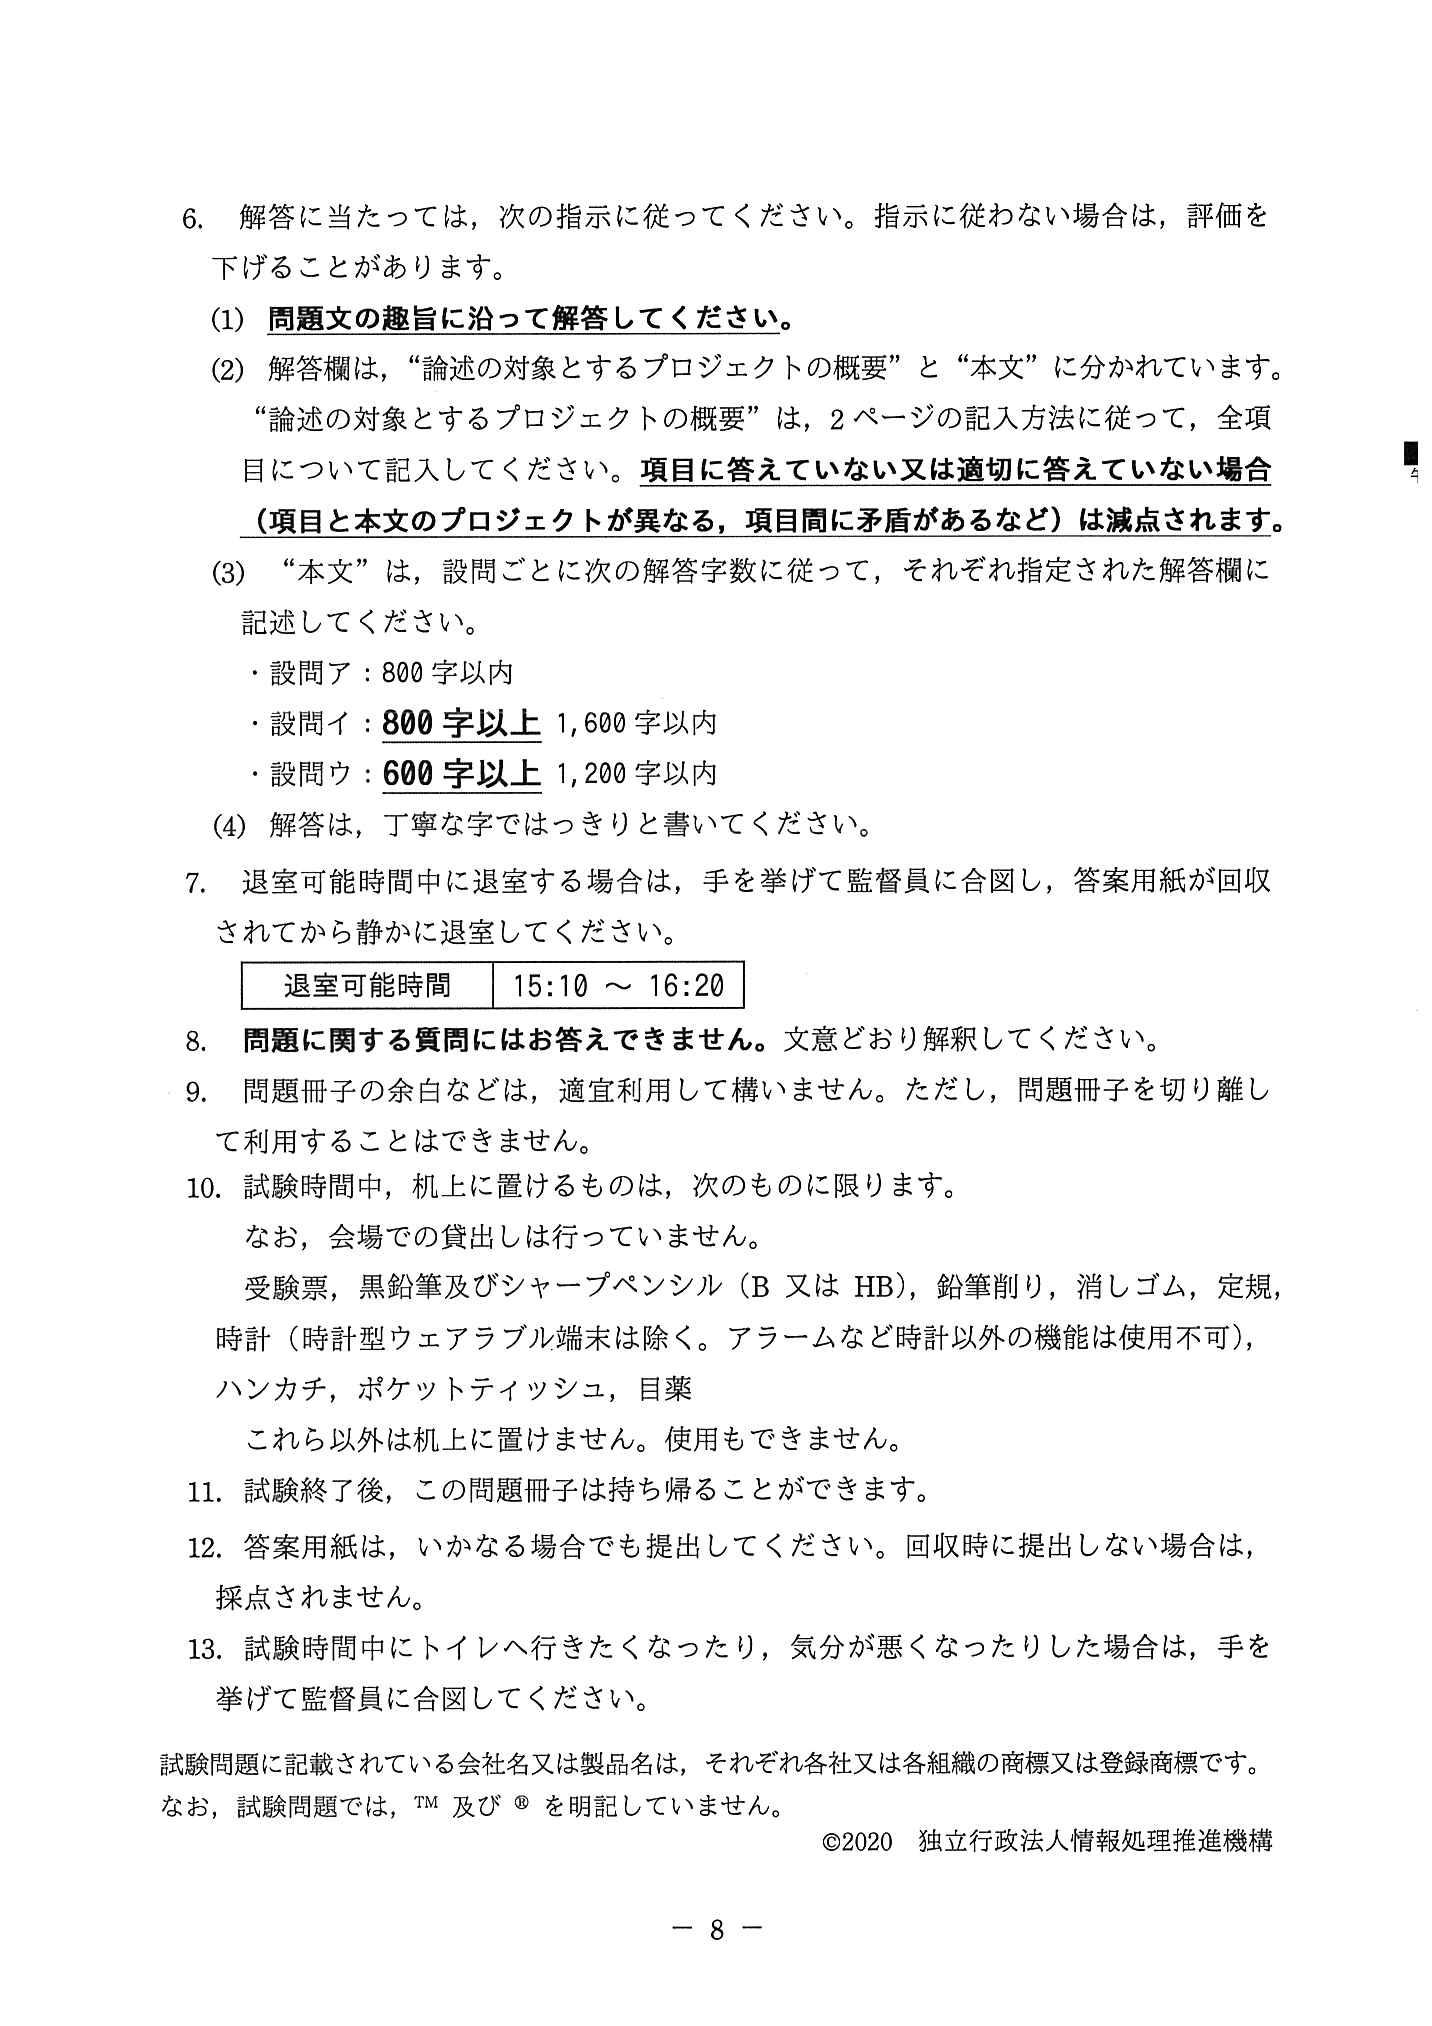 6.　解答に当たっては，次の指示に従ってください。指示に従わない場合は，評価を
下げることがあります。
(1)　問題文の趣旨に沿って解答してください。
(2)　解答欄は，“論述の対象とするプロジェクトの概要”と“本文”に分かれています。
“論述の対象とするプロジェクトの概要”は，2 ページの記入方法に従って，全項
目について記入してください。項目に答えていない又は適切に答えていない場合
（項目と本文のプロジェクトが異なる，項目間に矛盾があるなど）は減点されます。
(3)　“本文”は，設問ごとに次の解答字数に従って，それぞれ指定された解答欄に
記述してください。
・設問ア：800 字以内
・設問イ：800 字以上 1,600 字以内
・設問ウ：600 字以上 1,200 字以内
(4)　解答は，丁寧な字ではっきりと書いてください。
7.　退室可能時間中に退室する場合は，手を挙げて監督員に合図し，答案用紙が回収
されてから静かに退室してください。
退室可能時間　15:10 ～ 16:20
8.　問題に関する質問にはお答えできません。文意どおり解釈してください。
9.　問題冊子の余白などは，適宜利用して構いません。ただし，問題冊子を切り離し
て利用することはできません。
10.　試験時間中，机上に置けるものは，次のものに限ります。
なお，会場での貸出しは行っていません。
受験票，黒鉛筆及びシャープペンシル（B 又は HB），鉛筆削り，消しゴム，定規，
時計（時計型ウェアラブル端末は除く。アラームなど時計以外の機能は使用不可），
ハンカチ，ポケットティッシュ，目薬
これら以外は机上に置けません。使用もできません。
11.　試験終了後，この問題冊子は持ち帰ることができます。
12.　答案用紙は，いかなる場合でも提出してください。回収時に提出しない場合は，
採点されません。
13.　試験時間中にトイレへ行きたくなったり，気分が悪くなったりした場合は，手を
挙げて監督員に合図してください。
試験問題に記載されている会社名又は製品名は，それぞれ各社又は各組織の商標又は登録商標です。
なお，試験問題では，™ 及び ® を明記していません。
©2020　独立行政法人情報処理推進機構
－ 8 －